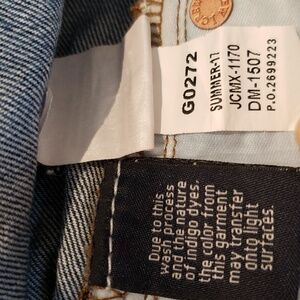 G0272
SUMMER-17
JCMX-1170
DM-1507
P.O.2699223
Due to this
wash process
and the nature
of indigo dyes,
the color from
this garment
may transfer
onto light
surfaces.